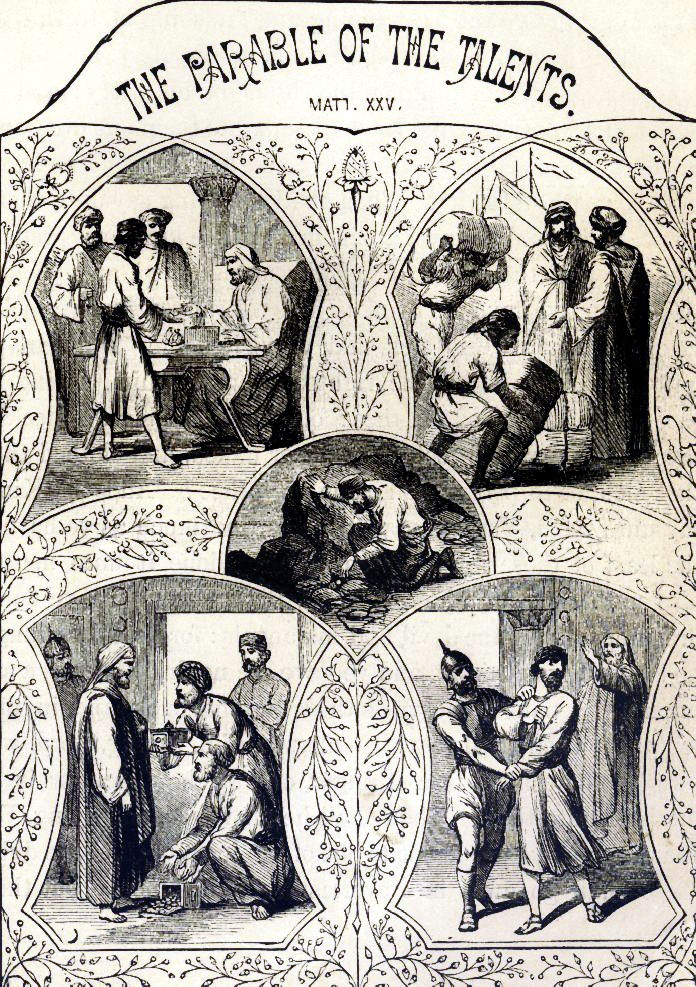 THE PARABLE OF THE TALENTS.
MATT. XXV.